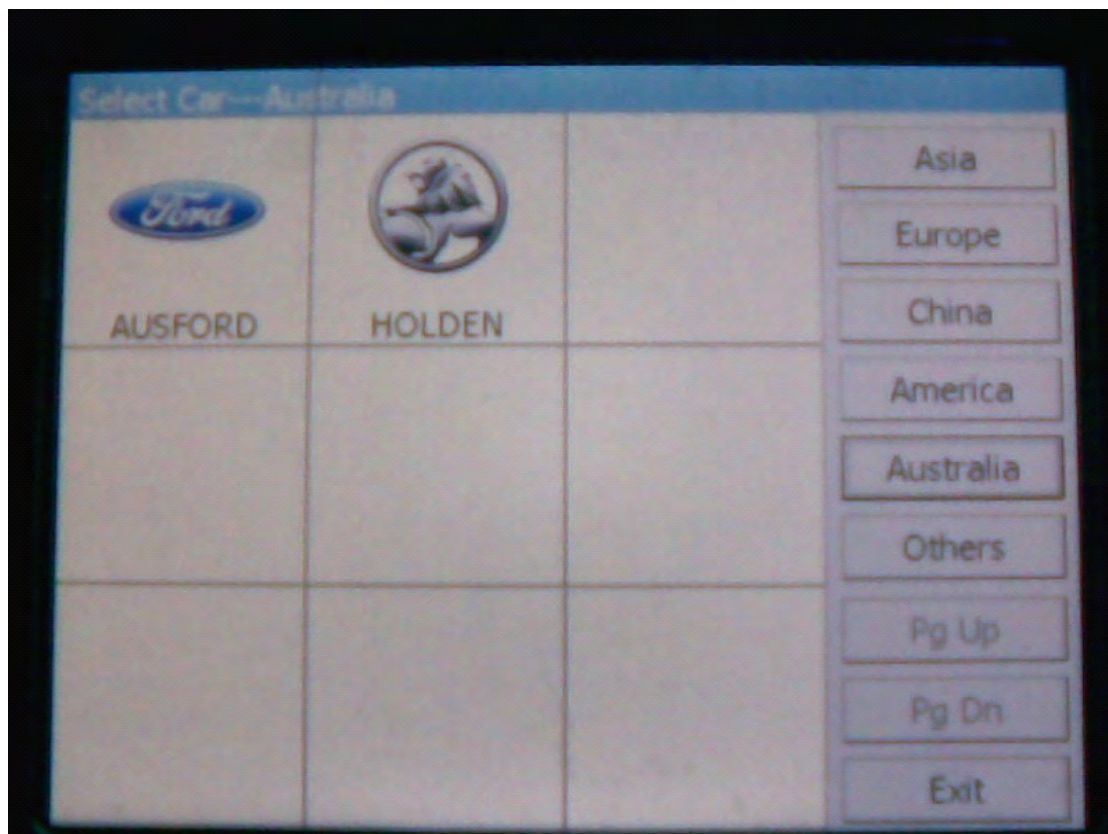 Select Car---Australia
Ford
AUSFORD
HOLDEN
Asia
Europe
China
America
Australia
Others
Pg Up
Pg Dn
Exit